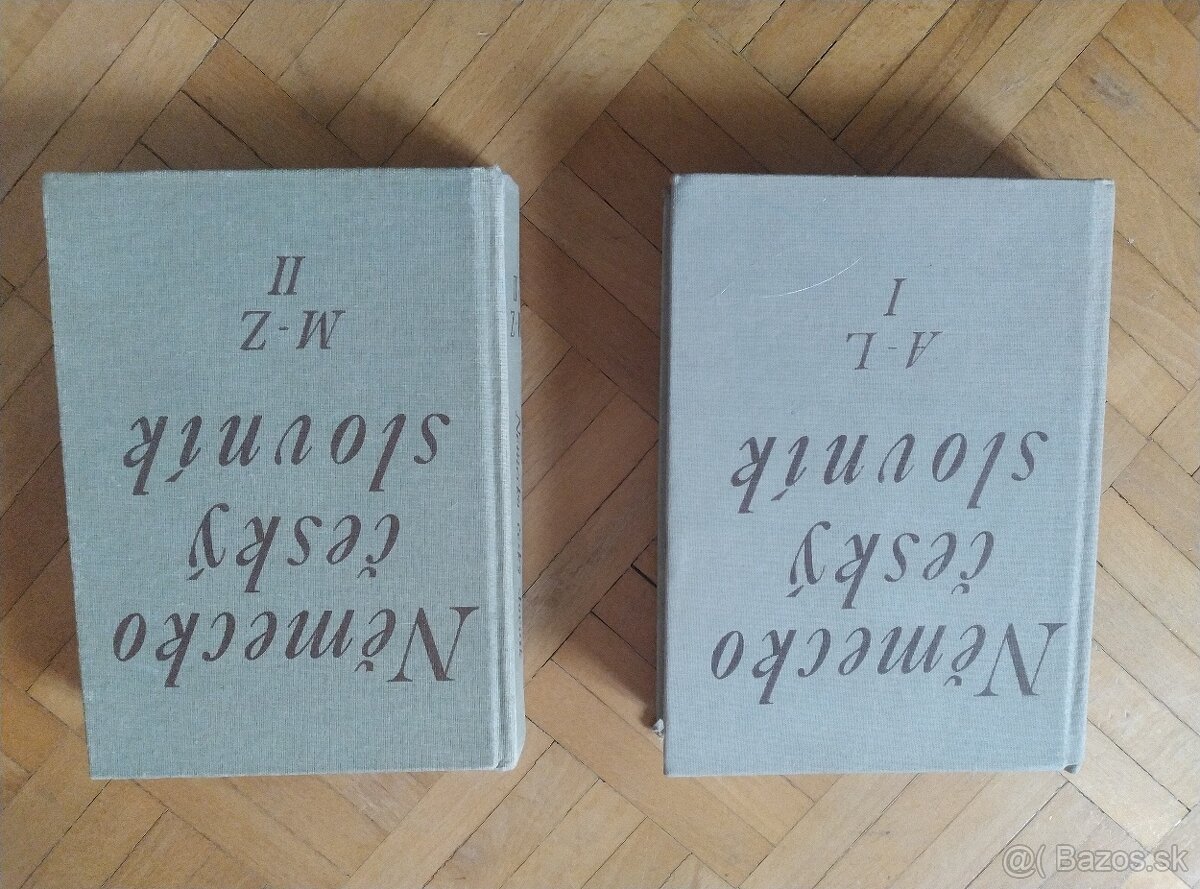 Německo
český
slovník
A-L
I
Německo
český
slovník
M-Z
II
@( Bazos.sk